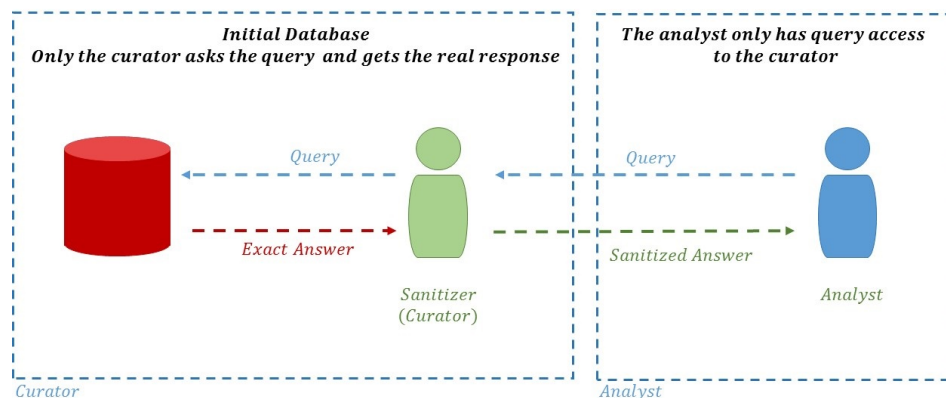 Initial Database
Only the curator asks the query and gets the real response
The analyst only has query access
to the curator
Query
Query
Exact Answer
Sanitized Answer
Sanitizer
(Curator)
Analyst
Curator
Analyst